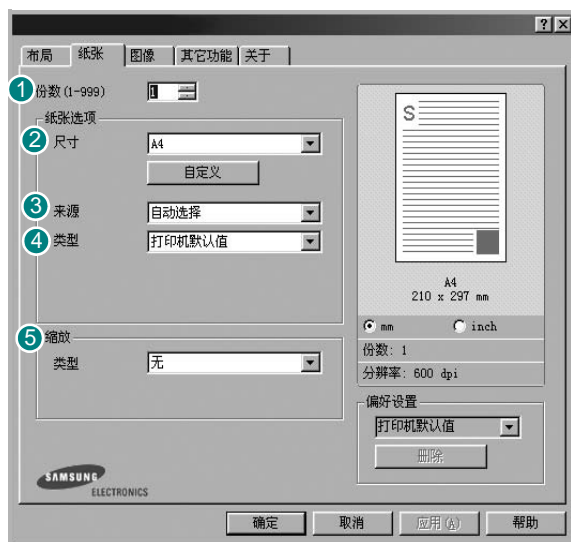 ? X
布局 纸张 图像 其它功能 关于
1 份数(1-999) 1
纸张选项
2 尺寸 A4
自定义
3 来源 自动选择
4 类型 打印机默认值
5 缩放
类型 无
S
A4
210 x 297 mm
mm inch
份数: 1
分辨率: 600 dpi
偏好设置
打印机默认值
删除
SAMSUNG
ELECTRONICS
确定 取消 应用(A) 帮助